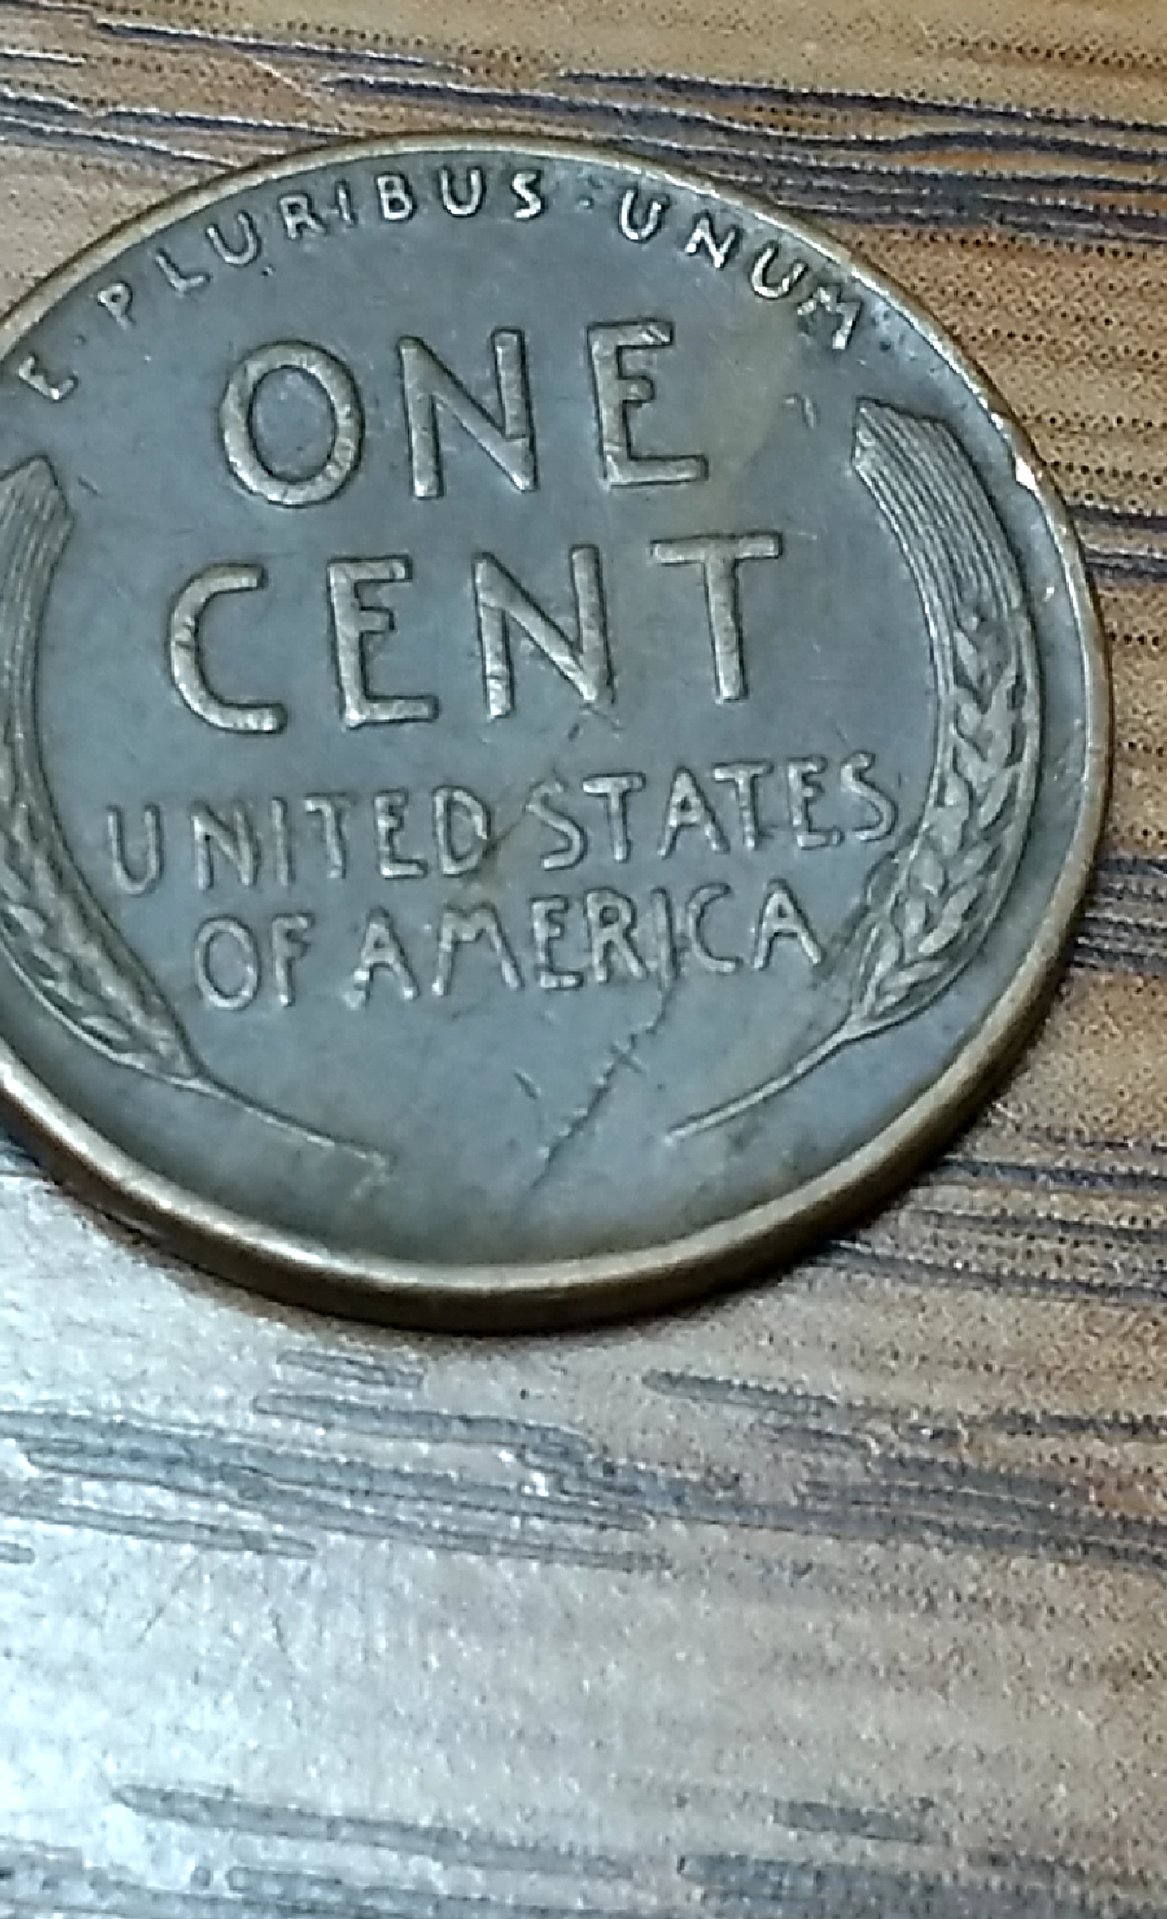 E·PLURIBUS·UNUM
ONE
CENT
UNITED STATES
OF AMERICA